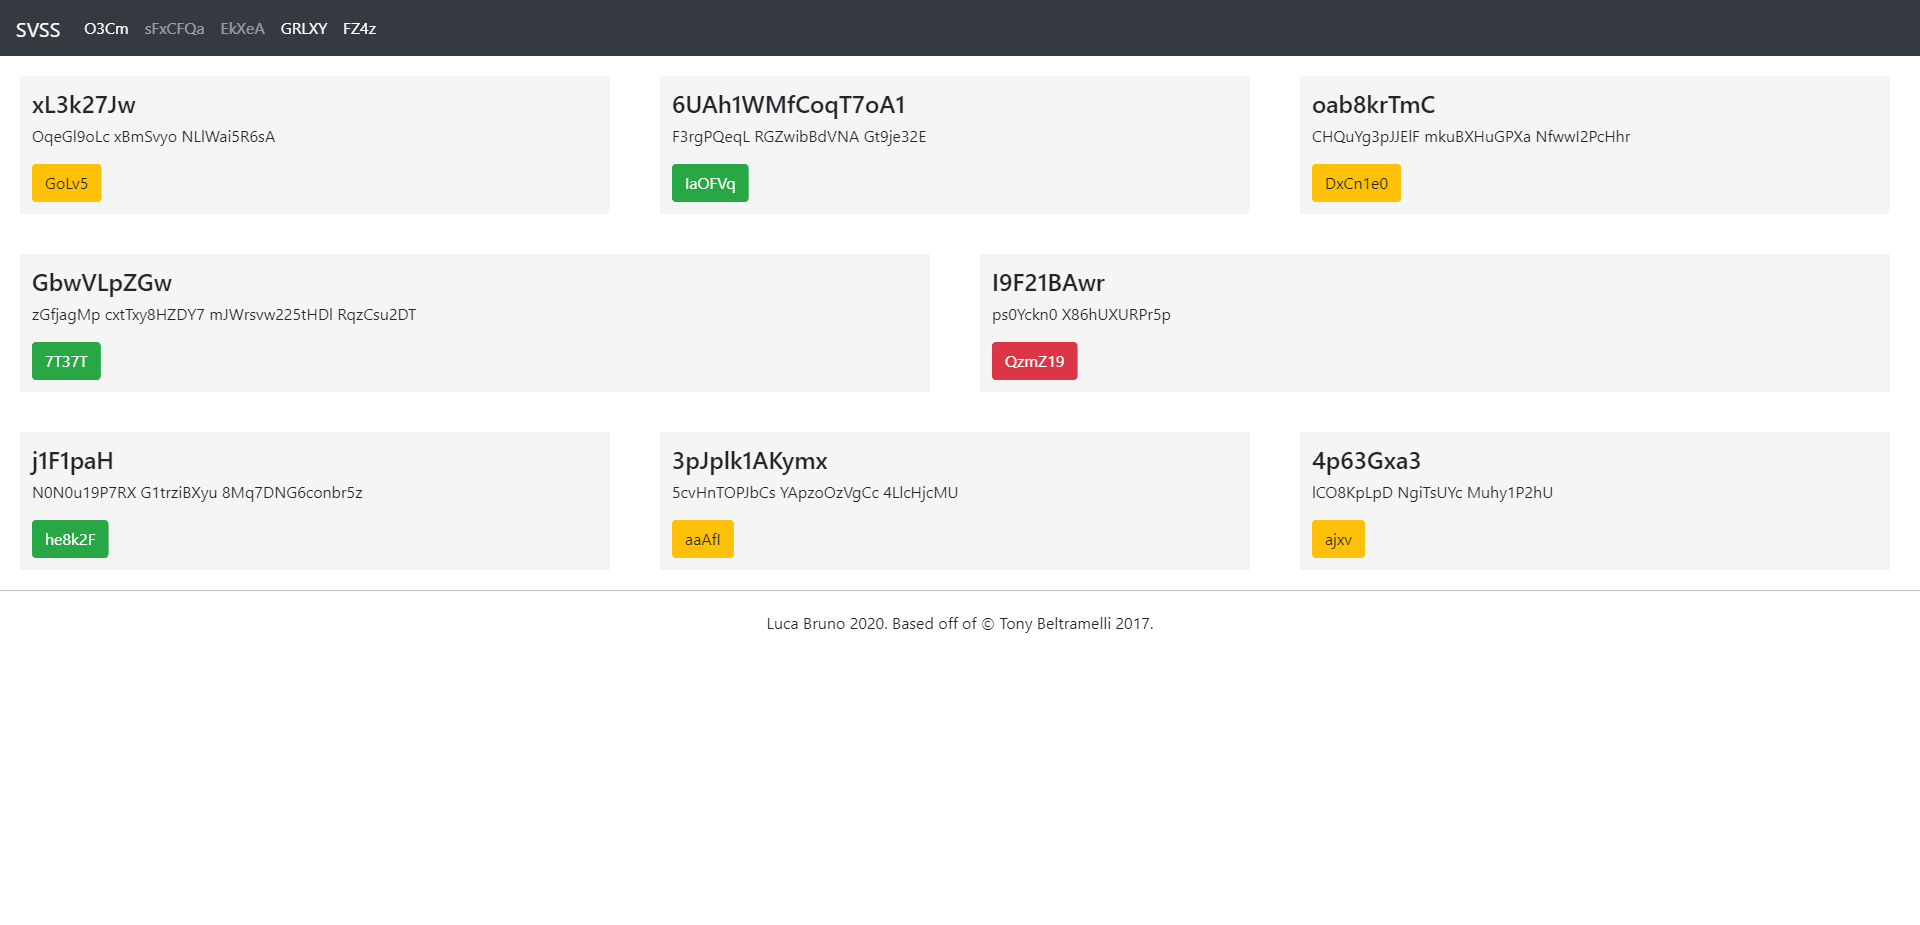 SVSS O3Cm sFxCFQa EkXeA GRLXY FZ4z
xL3k27Jw
OqeGl9oLc xBmSvyo NLlWai5R6sA
GoLv5
6UAh1WMfCoqT7oA1
F3rgPQeqL RGZwibBdVNA Gt9je32E
IaOFVq
oab8krTmC
CHQuYg3pJJElF mkuBXHuGPXa NfwwI2PcHhr
DxCn1e0
GbwVLpZGw
zGfjagMp cxtTxy8HZDY7 mJWrsvw225tHDl RqzCsu2DT
7T37T
I9F21BAwr
ps0Yckn0 X86hUXURPr5p
QzmZ19
j1F1paH
N0N0u19P7RX G1trziBXyu 8Mq7DNG6conbr5z
he8k2F
3pJplk1AKymx
5cvHnTOPJbCs YApzoOzVgCc 4LlcHjcMU
aaAfI
4p63Gxa3
lCO8KpLpD NgiTsUYc Muhy1P2hU
ajxv
Luca Bruno 2020. Based off of © Tony Beltramelli 2017.